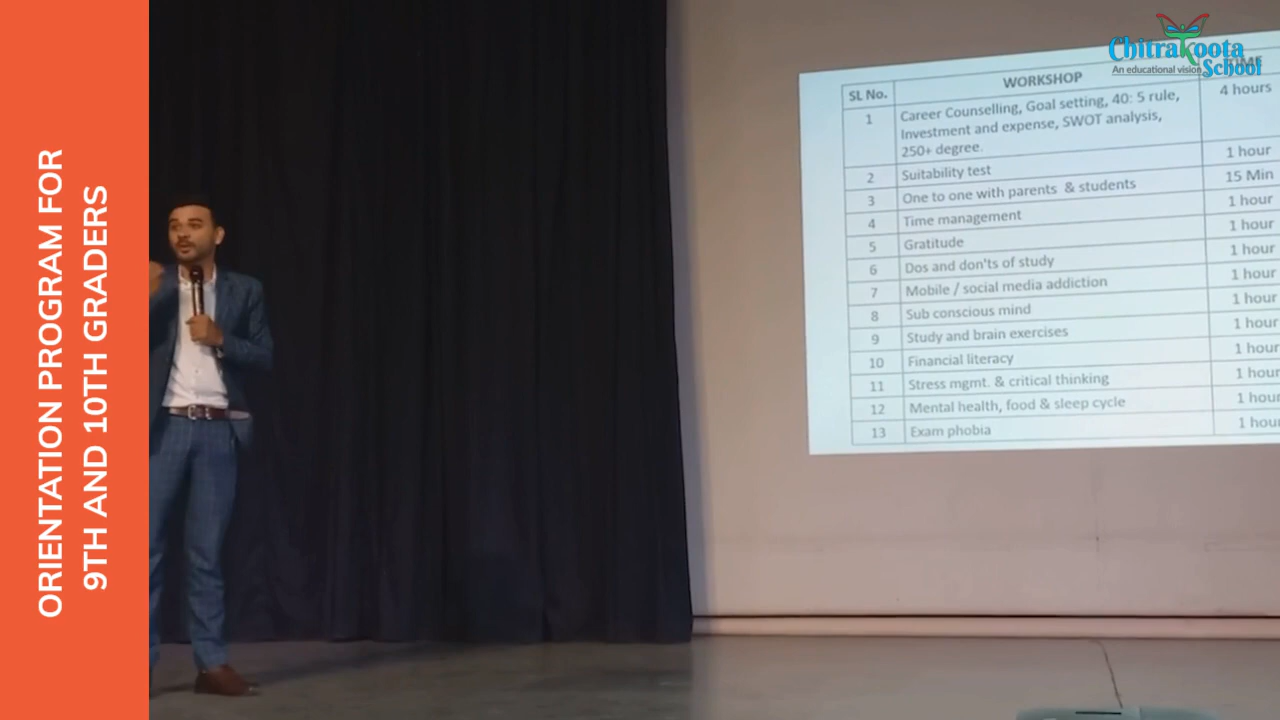 ORIENTATION PROGRAM FOR
9TH AND 10TH GRADERS
Chitrakoota
An educational vision School
SL No. WORKSHOP TIME
1 Career Counselling, Goal setting, 40: 5 rule, 4 hours
Investment and expense, SWOT analysis,
250+ degree.
2 Suitability test 1 hour
3 One to one with parents & students 15 Min
4 Time management 1 hour
5 Gratitude 1 hour
6 Dos and don'ts of study 1 hour
7 Mobile / social media addiction 1 hour
8 Sub conscious mind 1 hour
9 Study and brain exercises 1 hour
10 Financial literacy 1 hour
11 Stress mgmt. & critical thinking 1 hour
12 Mental health, food & sleep cycle 1 hour
13 Exam phobia 1 hour